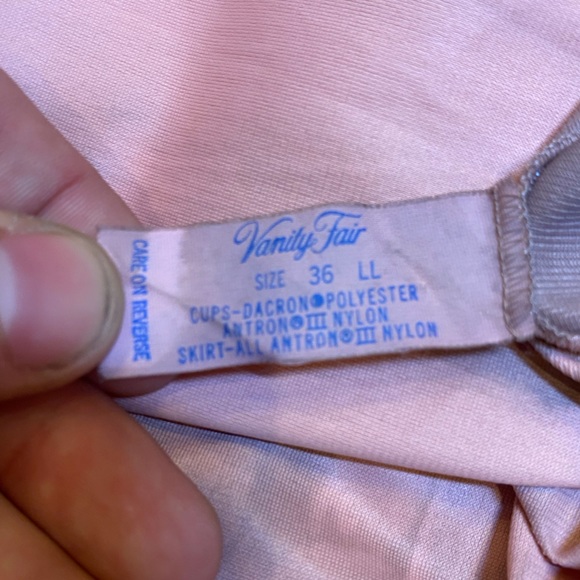 Vanity Fair
SIZE 36 LL
CUPS-DACRON®POLYESTER
ANTRON®III NYLON
SKIRT-ALL ANTRON®III NYLON
CARE ON REVERSE